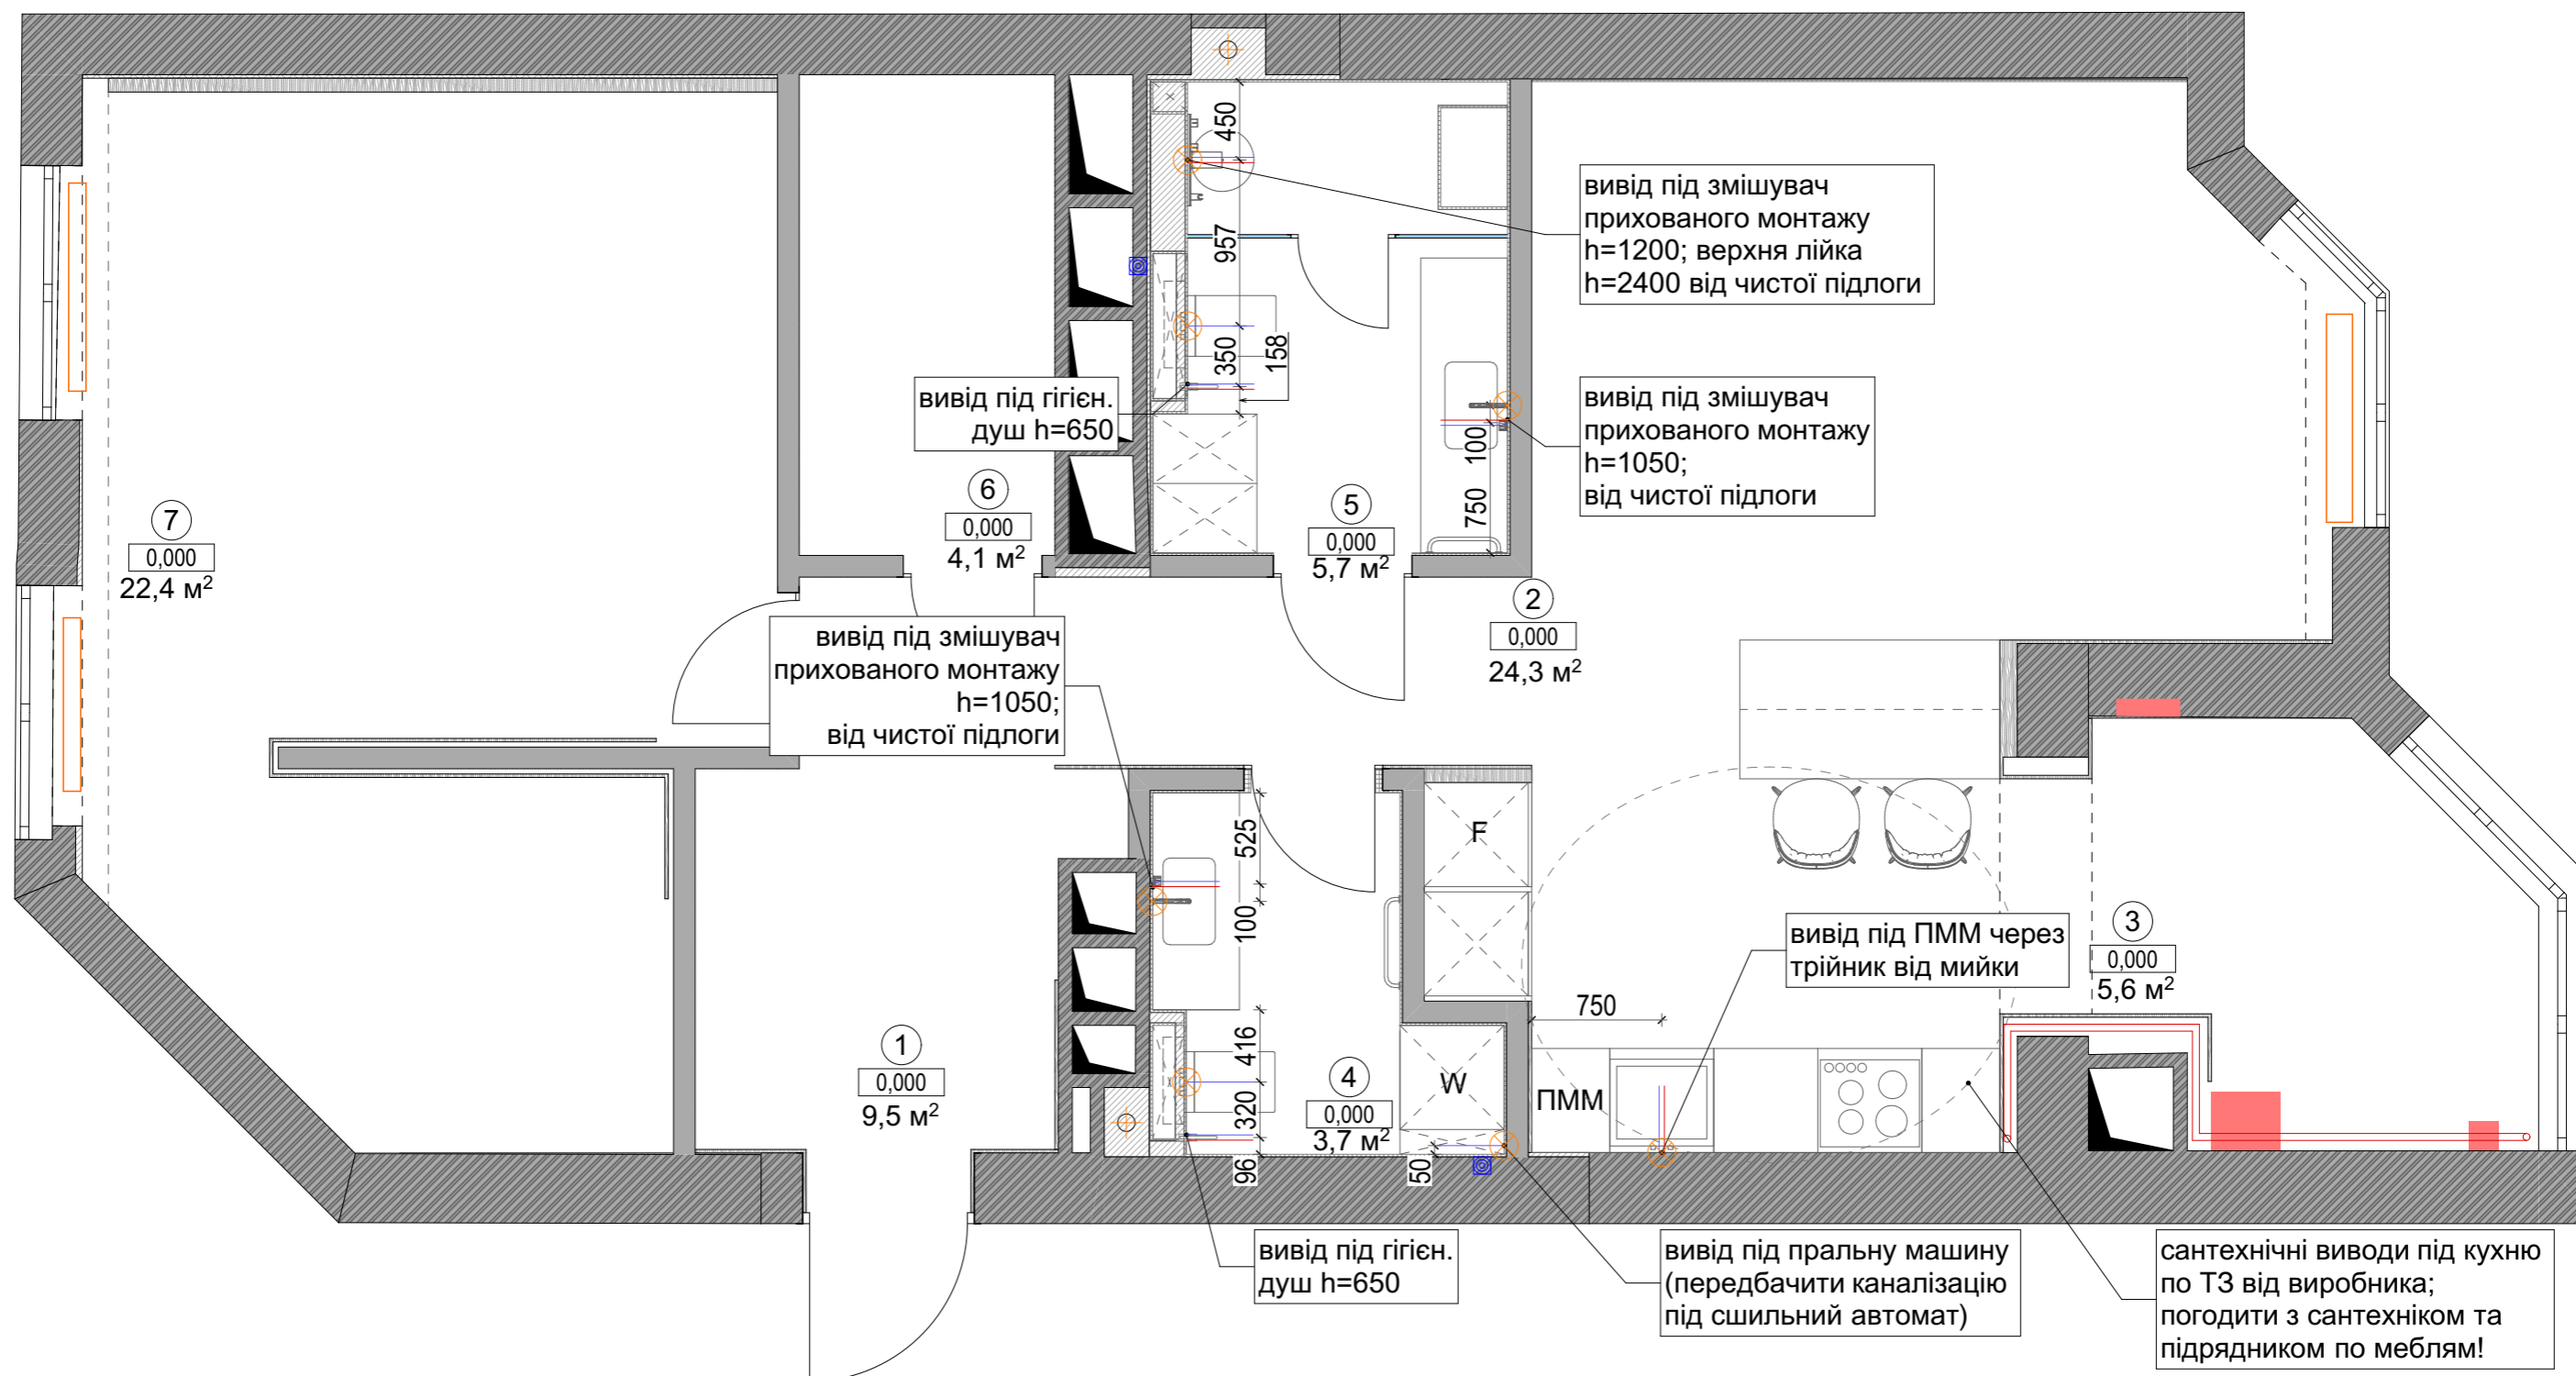 450
957
350
158
вивід під змішувач
прихованого монтажу
h=1200; верхня лійка
h=2400 від чистої підлоги
вивід під гігієн.
душ h=650
вивід під змішувач
прихованого монтажу
h=1050;
від чистої підлоги
100
750
7
0,000
22,4 м²
6
0,000
4,1 м²
5
0,000
5,7 м²
2
0,000
24,3 м²
вивід під змішувач
прихованого монтажу
h=1050;
від чистої підлоги
525
100
416
320
96
F
W
50
750
ПММ
вивід під ПММ через
трійник від мийки
3
0,000
5,6 м²
1
0,000
9,5 м²
4
0,000
3,7 м²
вивід під гігієн.
душ h=650
вивід під пральну машину
(передбачити каналізацію
під сшильний автомат)
сантехнічні виводи під кухню
по ТЗ від виробника;
погодити з сантехніком та
підрядником по меблям!